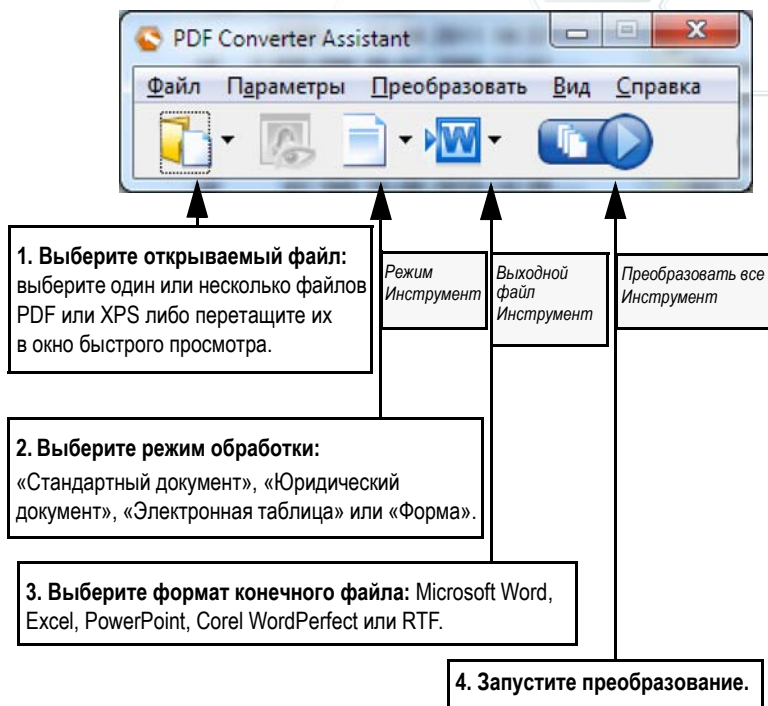 PDF Converter Assistant
Файл Параметры Преобразовать Вид Справка
W
1. Выберите открываемый файл:
выберите один или несколько файлов
PDF или XPS либо перетащите их
в окно быстрого просмотра.
Режим
Инструмент
Выходной
файл
Инструмент
Преобразовать все
Инструмент
2. Выберите режим обработки:
«Стандартный документ», «Юридический
документ», «Электронная таблица» или «Форма».
3. Выберите формат конечного файла: Microsoft Word,
Excel, PowerPoint, Corel WordPerfect или RTF.
4. Запустите преобразование.